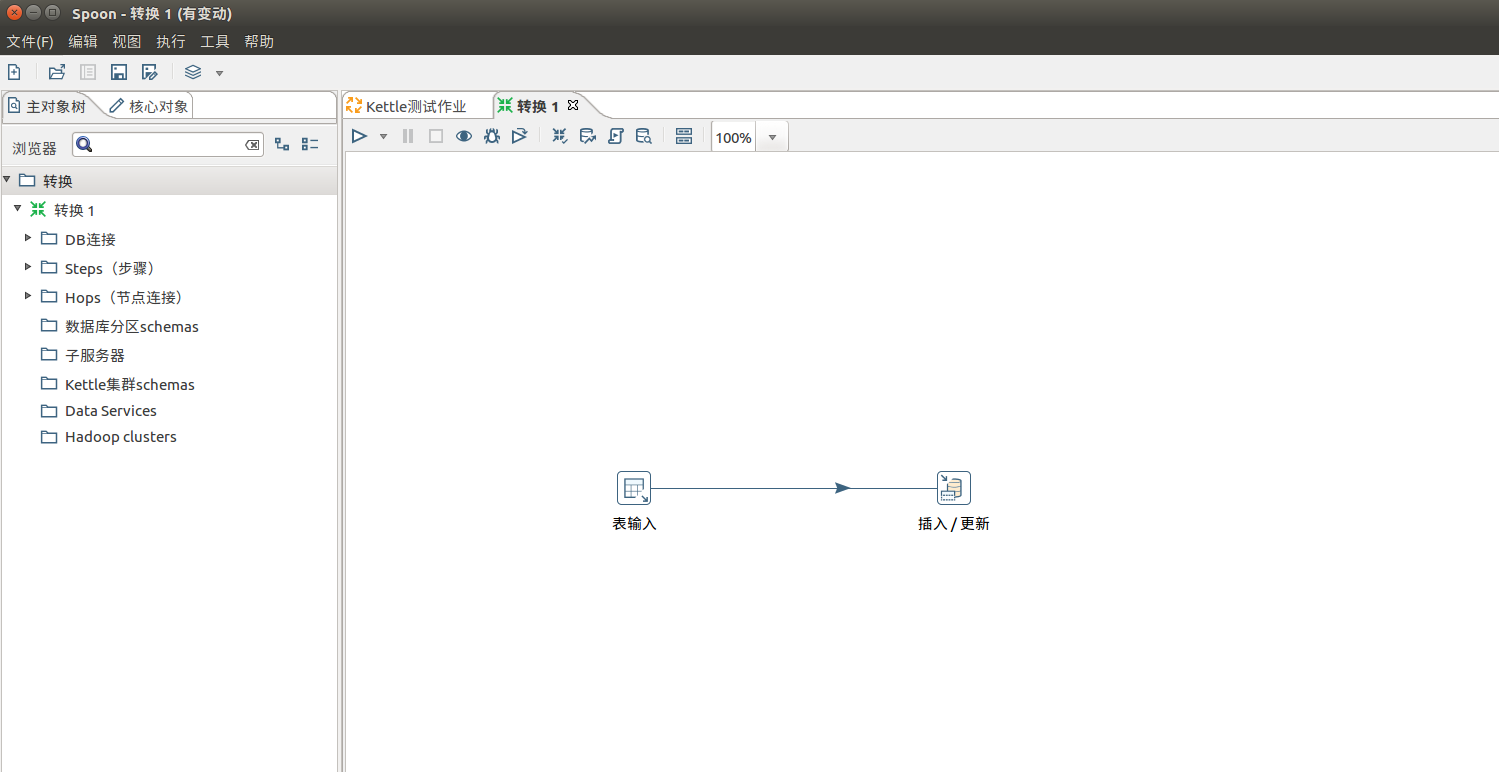 Spoon - 转换 1 (有变动)
文件(F) 编辑 视图 执行 工具 帮助
主对象树 核心对象
Kettle测试作业 转换 1
浏览器
100%
转换
转换 1
DB连接
Steps（步骤）
Hops（节点连接）
数据库分区schemas
子服务器
Kettle集群schemas
Data Services
Hadoop clusters
表输入 插入 / 更新